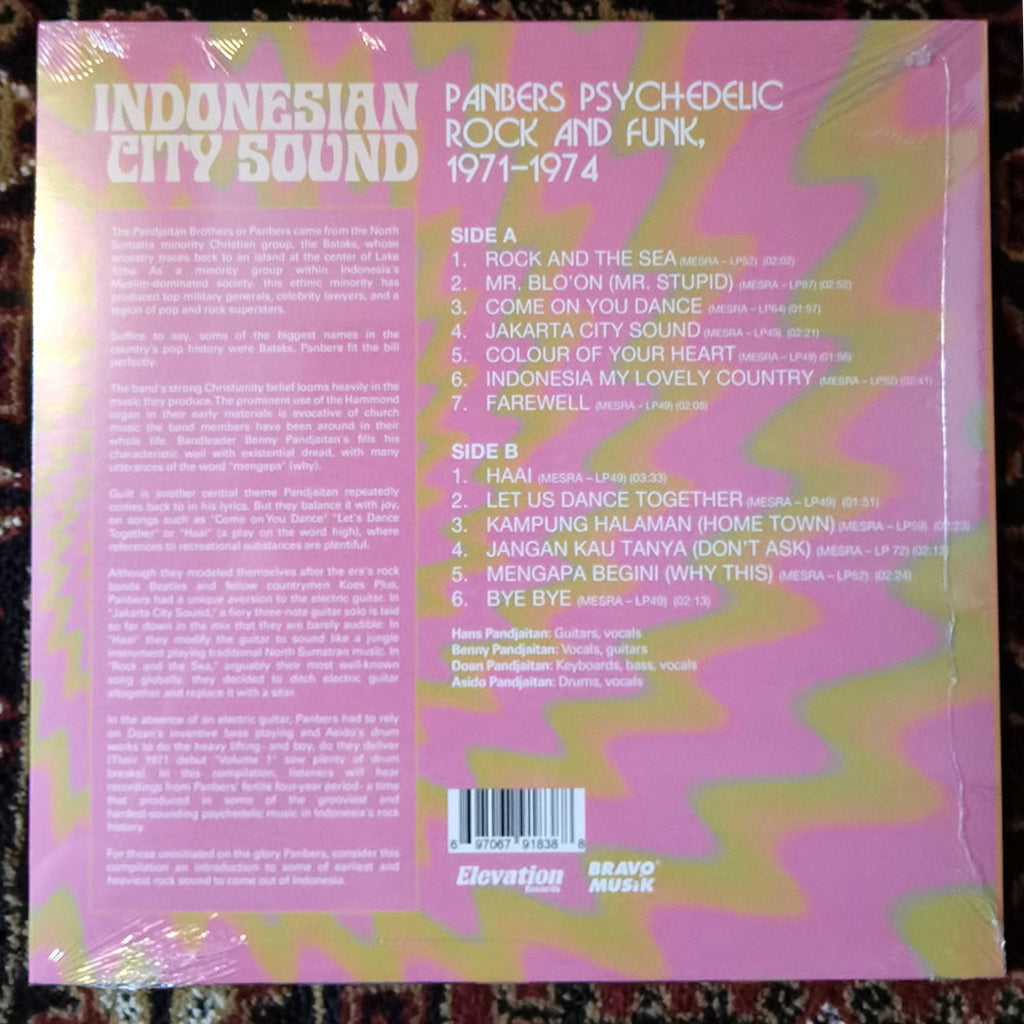 INDONESIAN
CITY SOUND
PANBERS PSYCHEDELIC
ROCK AND FUNK,
1971–1974
The Pandjaitan Brothers or Panbers came from the North
Sumatra minority Christian group, the Bataks, whose
ancestry traces back to an island at the center of Lake
Toba. As a minority group within Indonesia's
Muslim-dominated society, this ethnic minority has
produced top military generals, celebrity lawyers, and a
legion of pop and rock superstars.
Suffice to say, some of the biggest names in the
country's pop history were Bataks. Panbers fit the bill
perfectly.
The band's strong Christianity belief looms heavily in the
music they produce. The prominent use of the Hammond
organ in their early materials is evocative of church
music the band members have been around in their
whole life. Bandleader Benny Pandjaitan's fills his
characteristic wail with existential dread, with many
utterances of the word "mengapa" (why).
Guilt is another central theme Pandjaitan repeatedly
comes back to in his lyrics. But they balance it with joy,
on songs such as "Come on You Dance" "Let's Dance
Together" or "Haai" (a play on the word high), where
references to recreational substances are plentiful.
Although they modeled themselves after the era's rock
bands Beatles and fellow countrymen Koes Plus,
Panbers had a unique aversion to the electric guitar. In
"Jakarta City Sound," a fiery three-note guitar solo is laid
so far down in the mix that they are barely audible. In
"Haai" they modify the guitar to sound like a jungle
instrument playing traditional North Sumatran music. In
"Rock and the Sea," arguably their most well-known
song globally, they decided to ditch electric guitar
altogether and replace it with a sitar.
In the absence of an electric guitar, Panbers had to rely
on Doan's inventive bass playing and Asido's drum
works to do the heavy lifting - and boy, do they deliver
(Their 1971 debut "Volume 1" saw plenty of drum
breaks). In this compilation, listeners will hear
recordings from Panbers' fertile four-year period - a time
that produced in some of the grooviest and
hardest-sounding psychedelic music in Indonesia's rock
history.
For those uninitiated on the glory Panbers, consider this
compilation an introduction to some of earliest and
heaviest rock sound to come out of Indonesia.
SIDE A
1. ROCK AND THE SEA (MESRA – LP52) (02:02)
2. MR. BLO'ON (MR. STUPID) (MESRA – LP87) (02:52)
3. COME ON YOU DANCE (MESRA – LP64) (01:57)
4. JAKARTA CITY SOUND (MESRA – LP49) (02:21)
5. COLOUR OF YOUR HEART (MESRA – LP49) (01:56)
6. INDONESIA MY LOVELY COUNTRY (MESRA – LP52) (02:41)
7. FAREWELL (MESRA – LP49) (02:08)
SIDE B
1. HAAI (MESRA – LP49) (03:33)
2. LET US DANCE TOGETHER (MESRA – LP49) (01:51)
3. KAMPUNG HALAMAN (HOME TOWN) (MESRA – LP59) (02:23)
4. JANGAN KAU TANYA (DON'T ASK) (MESRA – LP 72) (02:13)
5. MENGAPA BEGINI (WHY THIS) (MESRA – LP52) (02:24)
6. BYE BYE (MESRA – LP49) (02:13)
Hans Pandjaitan: Guitars, vocals
Benny Pandjaitan: Vocals, guitars
Doan Pandjaitan: Keyboards, bass, vocals
Asido Pandjaitan: Drums, vocals
6 97067 91838 8
Elevation
Records
BRAVO
MUSIK